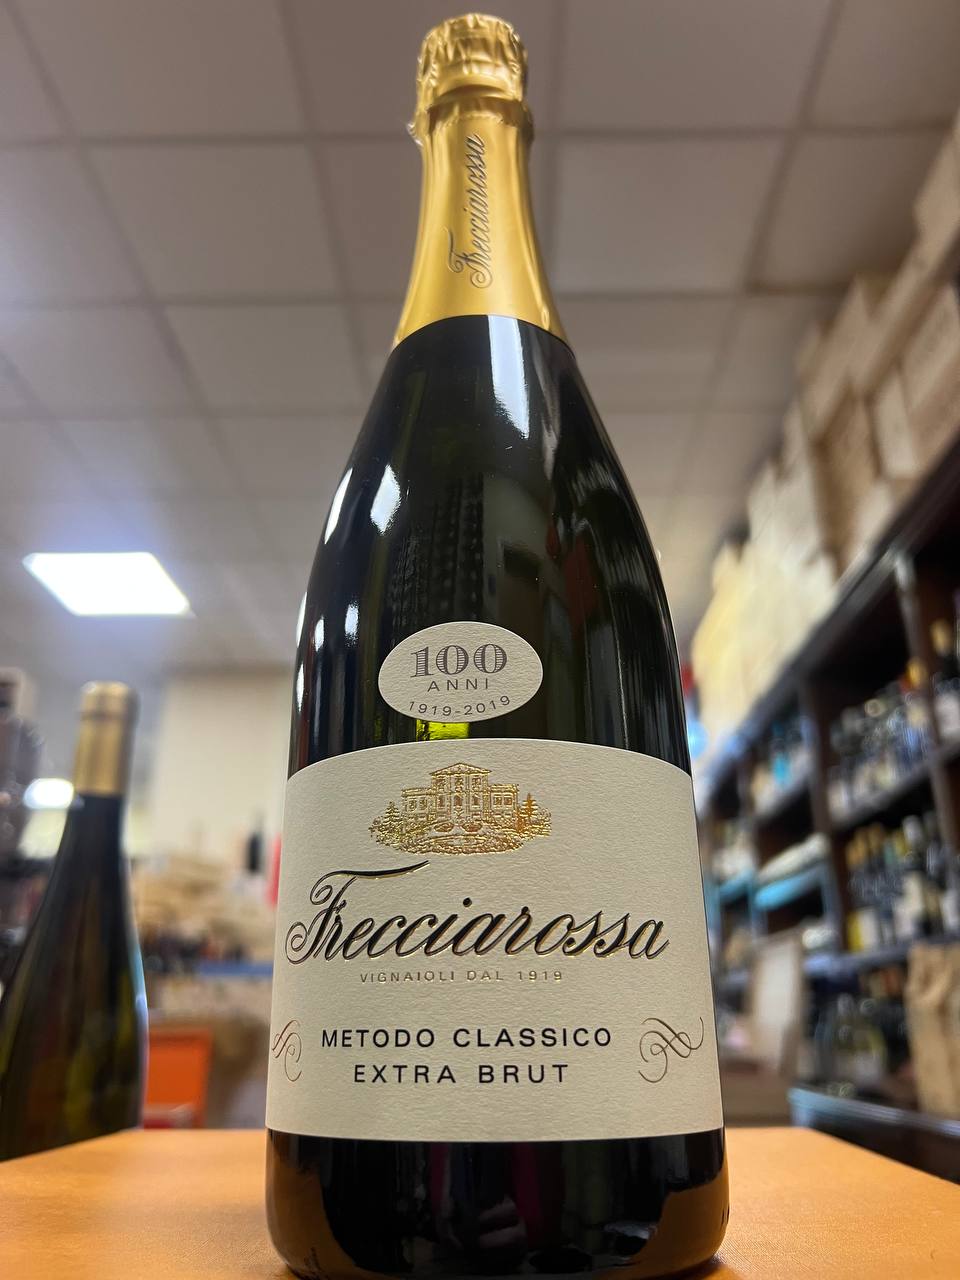 Frecciarossa
100
ANNI
1919-2019
Frecciarossa
VIGNAIOLI DAL 1919
METODO CLASSICO
EXTRA BRUT